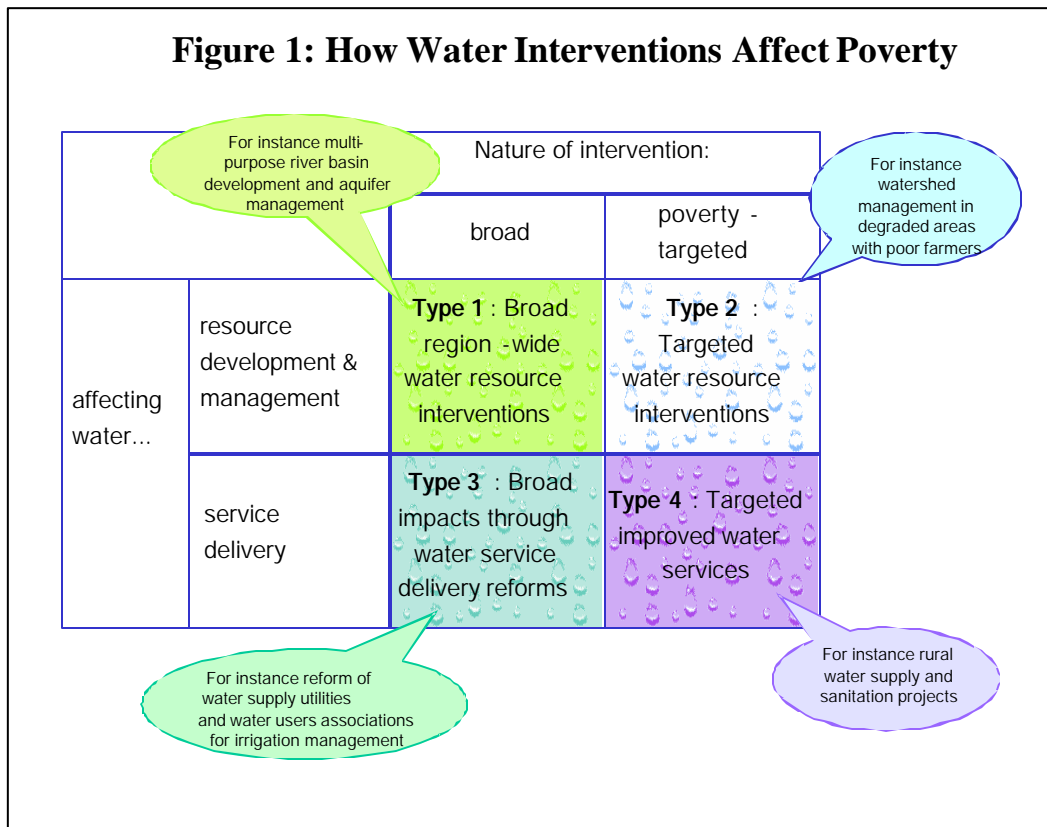 Figure 1: How Water Interventions Affect Poverty
For instance multi-
purpose river basin
development and aquifer
management
Nature of intervention:
For instance
watershed
management in
degraded areas
with poor farmers
broad
poverty -
targeted
affecting
water...
resource
development &
management
Type 1 : Broad
region -wide
water resource
interventions
Type 2 :
Targeted
water resource
interventions
service
delivery
Type 3 : Broad
impacts through
water service
delivery reforms
Type 4 : Targeted
improved water
services
For instance reform of
water supply utilities
and water users associations
for irrigation management
For instance rural
water supply and
sanitation projects